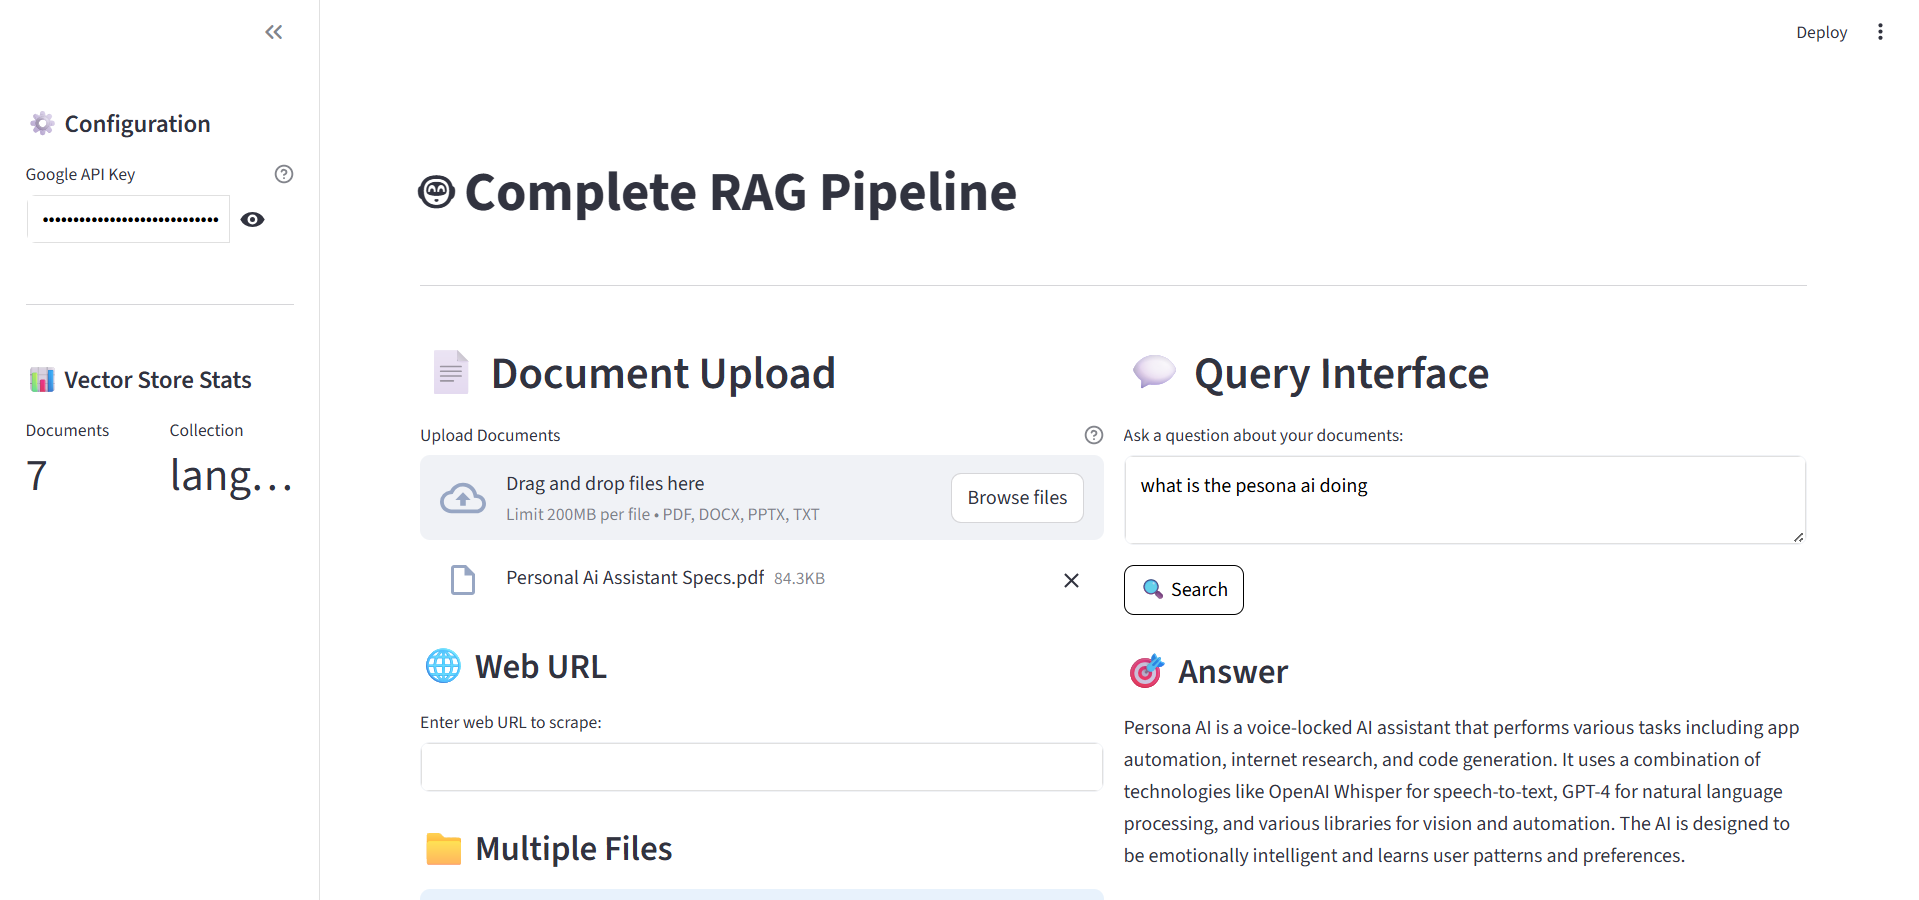 Deploy
Configuration
Google API Key
Vector Store Stats
Documents
Collection
7
lang...
Complete RAG Pipeline
Document Upload
Upload Documents
Drag and drop files here
Limit 200MB per file • PDF, DOCX, PPTX, TXT
Browse files
Personal Ai Assistant Specs.pdf 84.3KB
Web URL
Enter web URL to scrape:
Multiple Files
Query Interface
Ask a question about your documents:
what is the pesona ai doing
Search
Answer
Persona AI is a voice-locked AI assistant that performs various tasks including app
automation, internet research, and code generation. It uses a combination of
technologies like OpenAI Whisper for speech-to-text, GPT-4 for natural language
processing, and various libraries for vision and automation. The AI is designed to
be emotionally intelligent and learns user patterns and preferences.